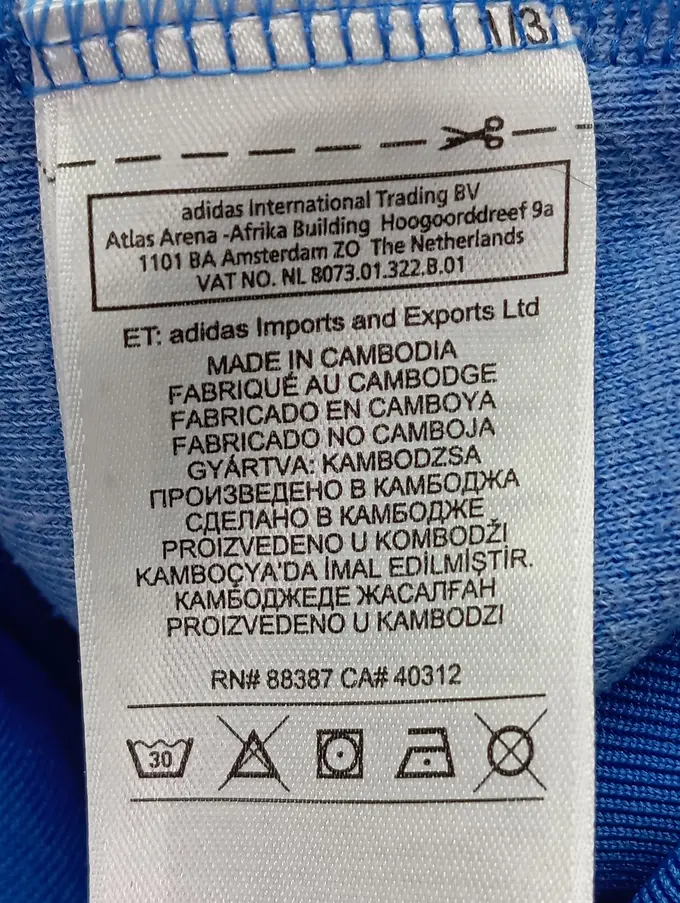 1/3
adidas International Trading BV
Atlas Arena -Afrika Building Hoogoorddreef 9a
1101 BA Amsterdam ZO The Netherlands
VAT NO. NL 8073.01.322.B.01
ET: adidas Imports and Exports Ltd
MADE IN CAMBODIA
FABRIQUÉ AU CAMBODGE
FABRICADO EN CAMBOYA
FABRICADO NO CAMBOJA
GYÁRTVA: KAMBODZSA
ПРОИЗВЕДЕНО В КАМБОДЖА
СДЕЛАНО В КАМБОДЖЕ
PROIZVEDENO U KOMBODŽI
KAMBOÇYA'DA İMAL EDİLMİŞTİR.
КАМБОДЖЕДЕ ЖАСАЛҒАН
PROIZVEDENO U KAMBODZI
RN# 88387 CA# 40312
30